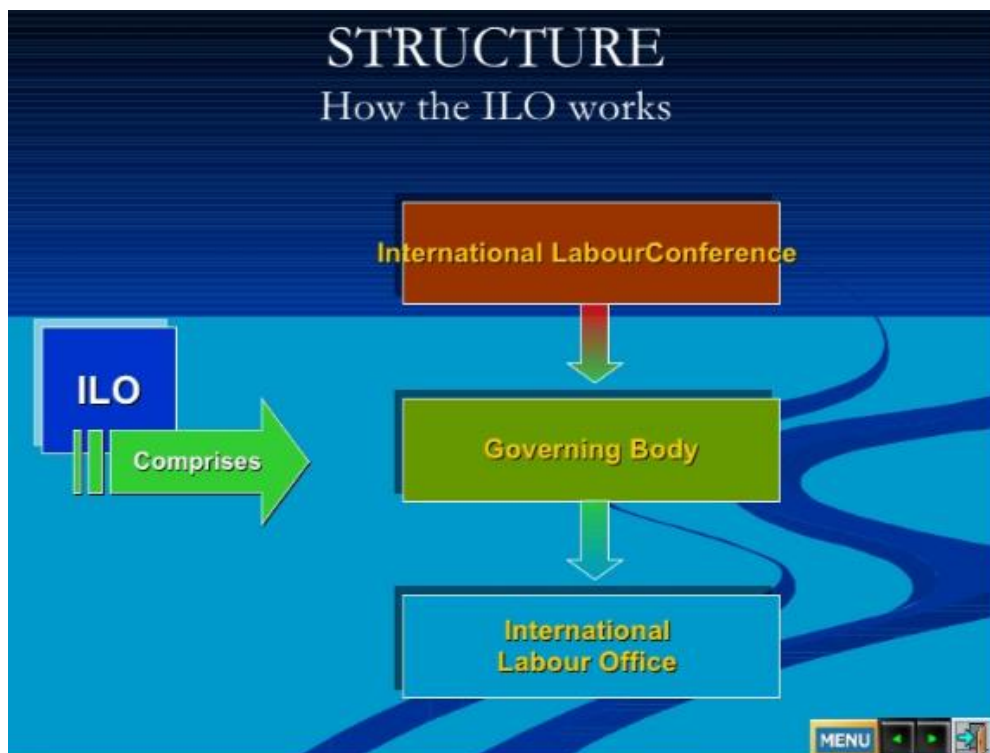 STRUCTURE
How the ILO works
International LabourConference
ILO
Comprises
Governing Body
International
Labour Office
MENU